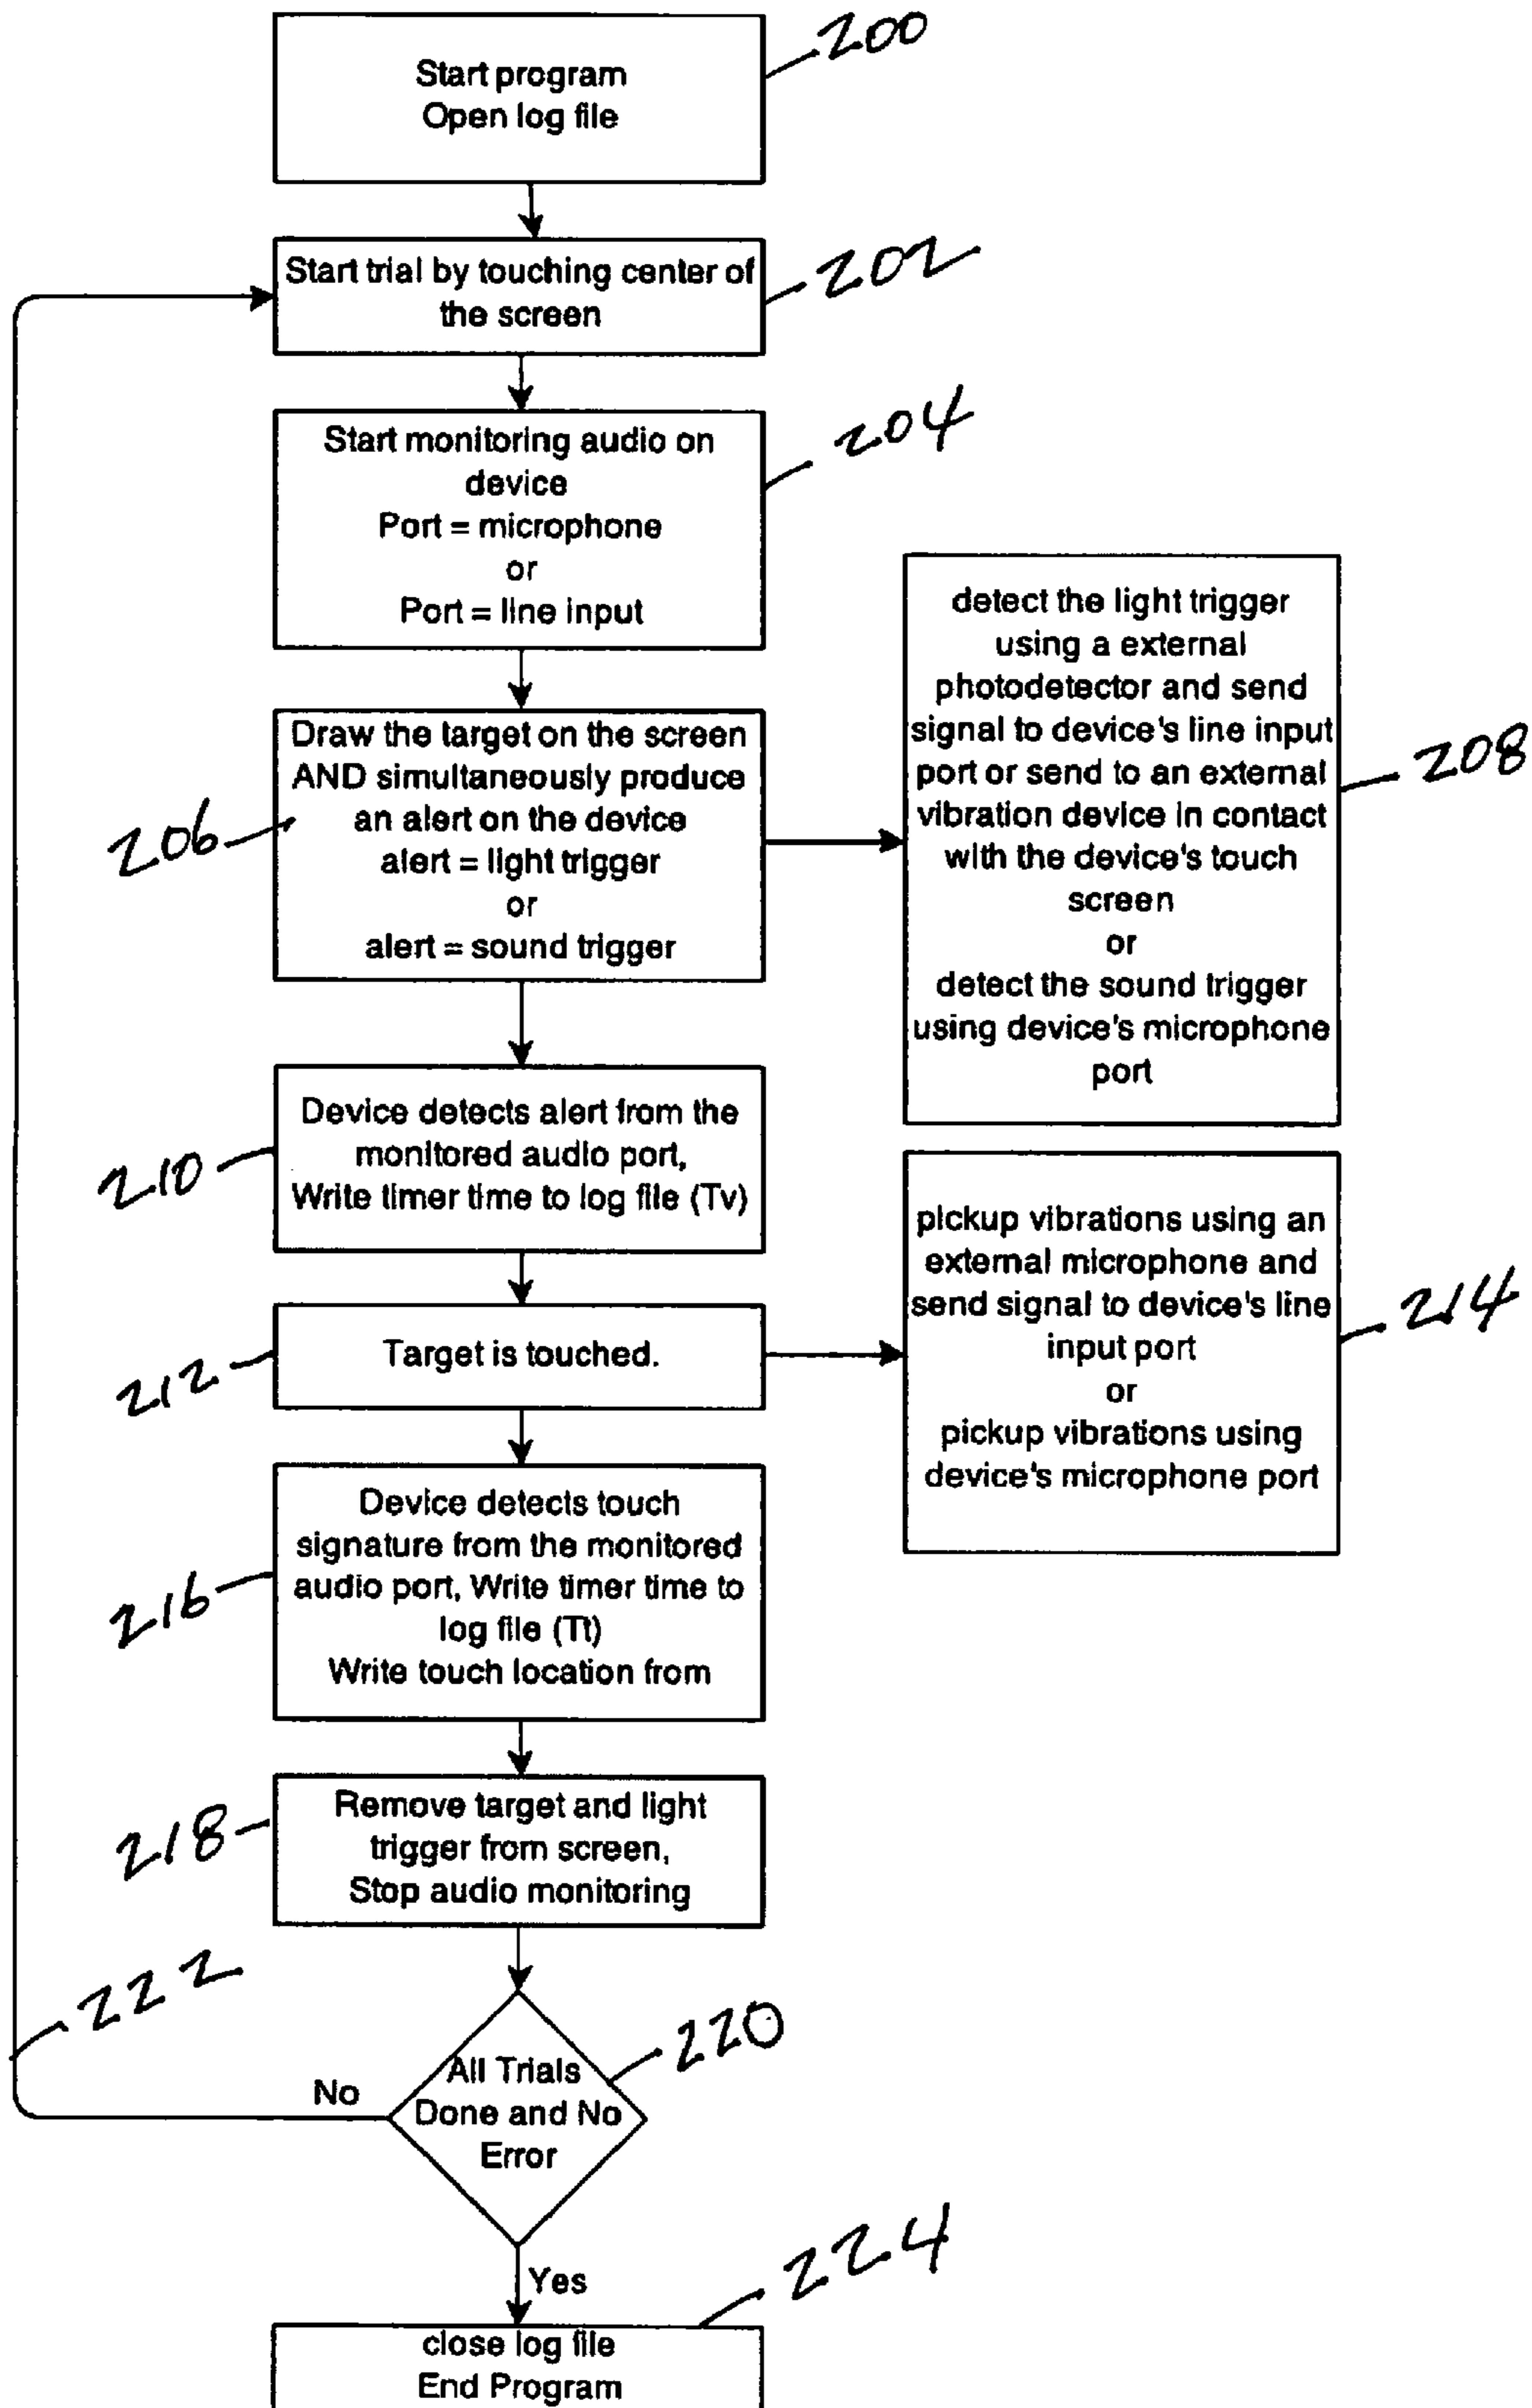 Start program
Open log file
200
Start trial by touching center of
the screen
202
Start monitoring audio on
device
Port = microphone
or
Port = line input
204
Draw the target on the screen
AND simultaneously produce
an alert on the device
alert = light trigger
or
alert = sound trigger
206
detect the light trigger
using a external
photodetector and send
signal to device's line input
port or send to an external
vibration device in contact
with the device's touch
screen
or
detect the sound trigger
using device's microphone
port
208
Device detects alert from the
monitored audio port,
Write timer time to log file (Tv)
210
Target is touched.
212
pickup vibrations using an
external microphone and
send signal to device's line
input port
or
pickup vibrations using
device's microphone port
214
Device detects touch
signature from the monitored
audio port, Write timer time to
log file (Tt)
Write touch location from
216
Remove target and light
trigger from screen,
Stop audio monitoring
218
All Trials
Done and No
Error
220
No
222
Yes
close log file
End Program
224